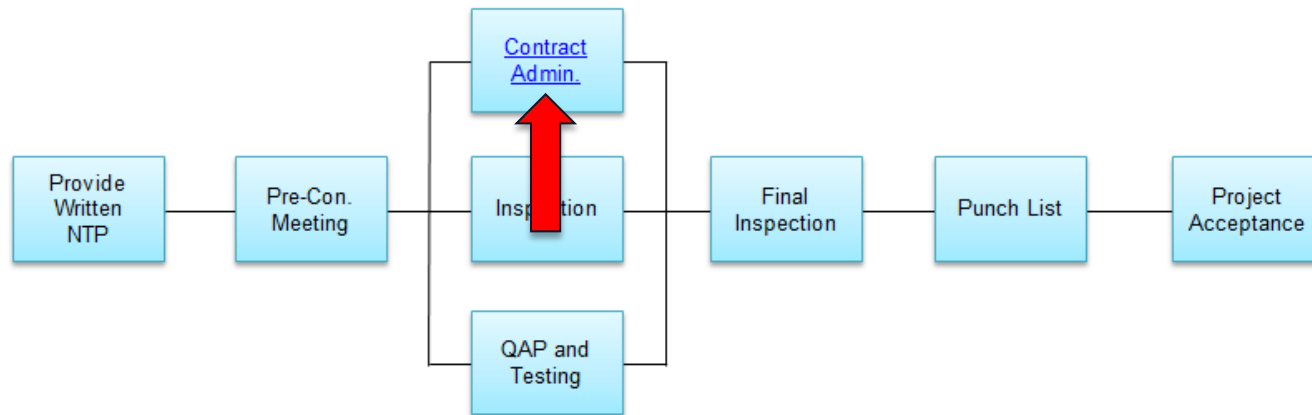 Provide
Written
NTP
Pre-Con.
Meeting
Contract
Admin.
QAP and
Testing
Final
Inspection
Punch List
Project
Acceptance